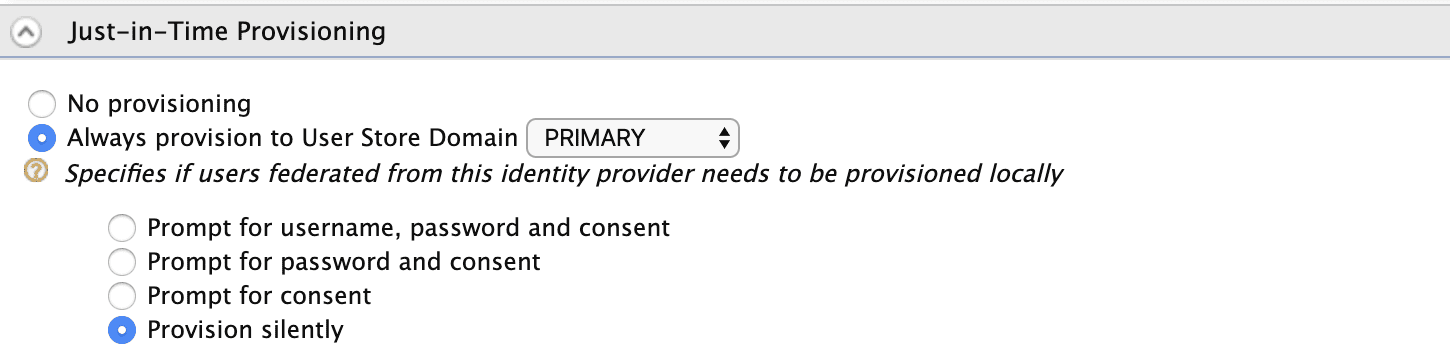 Just-in-Time Provisioning
No provisioning
Always provision to User Store Domain PRIMARY
? Specifies if users federated from this identity provider needs to be provisioned locally
Prompt for username, password and consent
Prompt for password and consent
Prompt for consent
Provision silently